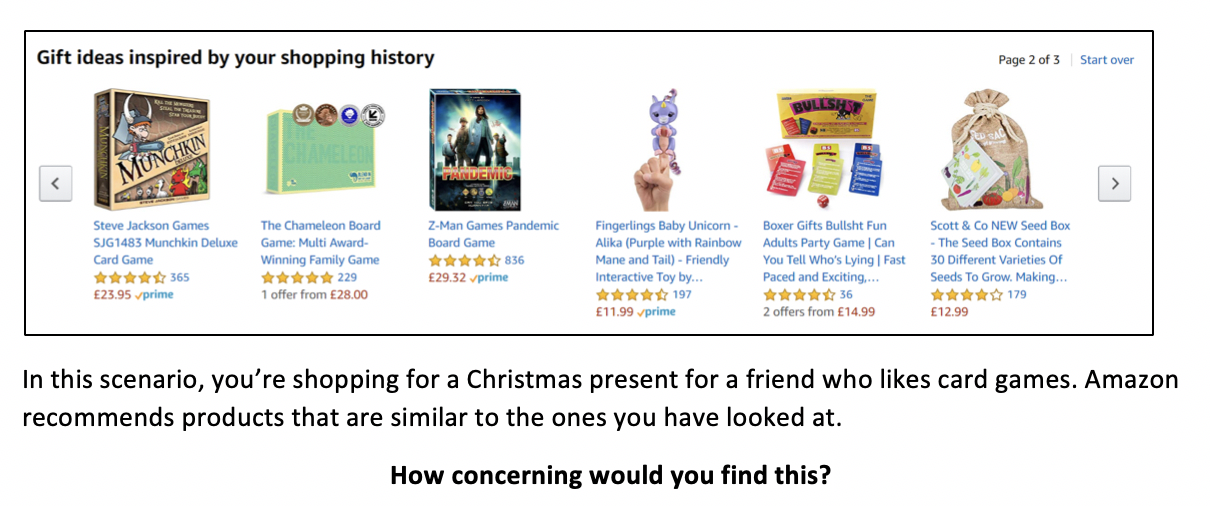 Gift ideas inspired by your shopping history
Page 2 of 3 | Start over
MUNCHKIN
THE
CHAMELEON
PANDEMIC
BULLSH
Steve Jackson Games
SJG1483 Munchkin Deluxe
Card Game
365
£23.95 prime
The Chameleon Board
Game: Multi Award-
Winning Family Game
229
1 offer from £28.00
Z-Man Games Pandemic
Board Game
836
£29.32 prime
Fingerlings Baby Unicorn -
Alika (Purple with Rainbow
Mane and Tail) - Friendly
Interactive Toy by...
197
£11.99 prime
Boxer Gifts Bullsht Fun
Adults Party Game | Can
You Tell Who's Lying | Fast
Paced and Exciting,...
36
2 offers from £14.99
Scott & Co NEW Seed Box
- The Seed Box Contains
30 Different Varieties Of
Seeds To Grow. Making...
179
£12.99
In this scenario, you’re shopping for a Christmas present for a friend who likes card games. Amazon
recommends products that are similar to the ones you have looked at.
How concerning would you find this?